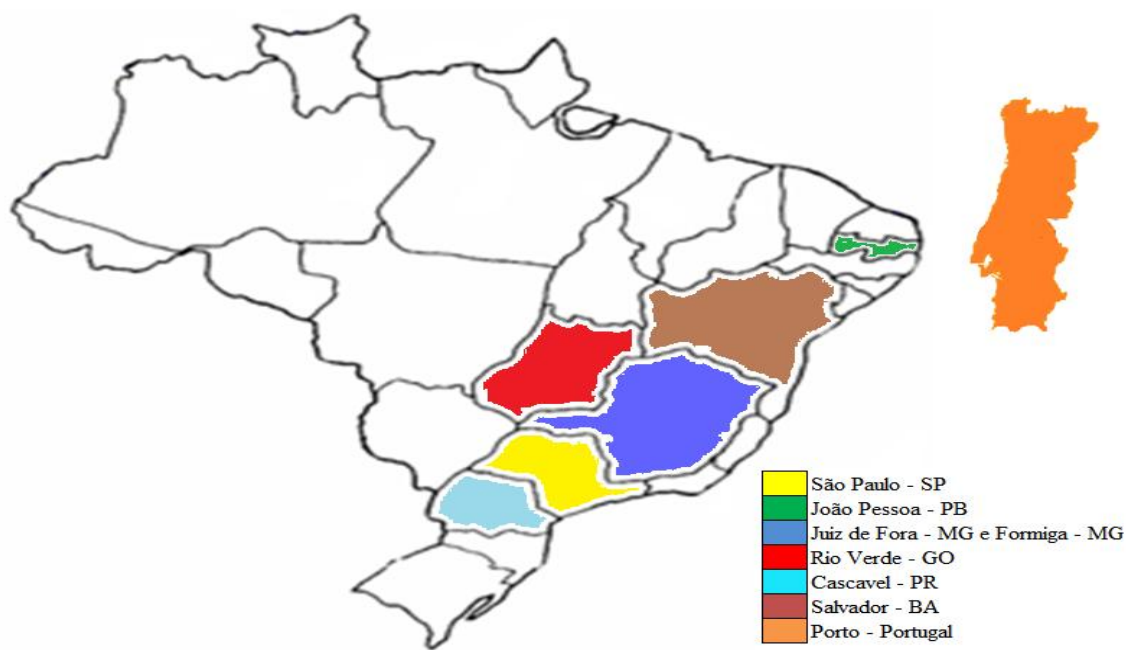 São Paulo - SP
João Pessoa - PB
Juiz de Fora - MG e Formiga - MG
Rio Verde - GO
Cascavel - PR
Salvador - BA
Porto - Portugal